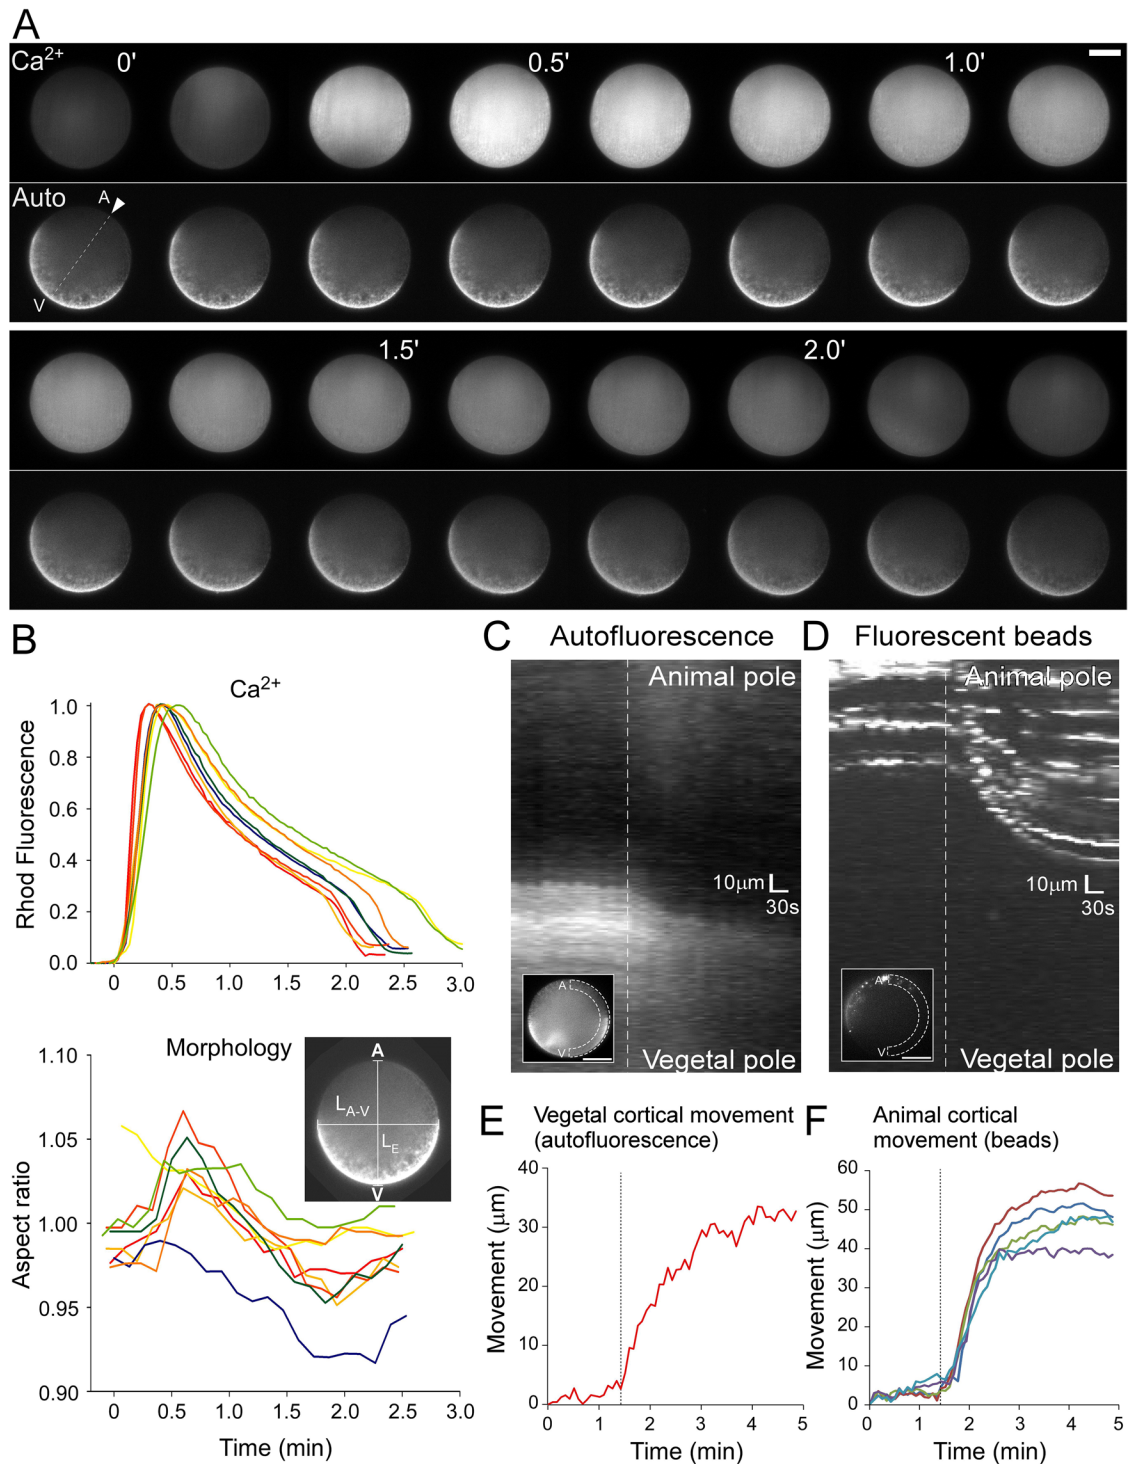 A
Ca²⁺
0'
0.5'
1.0'
Auto
A
V
1.5'
2.0'
B
Ca²⁺
Rhod Fluorescence
1.0
0.8
0.6
0.4
0.2
0.0
0
0.5
1.0
1.5
2.0
2.5
3.0
Morphology
A
L_A-V
L_E
V
Aspect ratio
1.10
1.05
1.00
0.95
0.90
0
0.5
1.0
1.5
2.0
2.5
3.0
Time (min)
C
Autofluorescence
Animal pole
10µm
30s
A
V
Vegetal pole
D
Fluorescent beads
Animal pole
10µm
30s
A
V
Vegetal pole
E
Vegetal cortical movement
(autofluorescence)
Movement (µm)
40
30
20
10
0
0
1
2
3
4
5
Time (min)
F
Animal cortical
movement (beads)
Movement (µm)
60
50
40
30
20
10
0
0
1
2
3
4
5
Time (min)